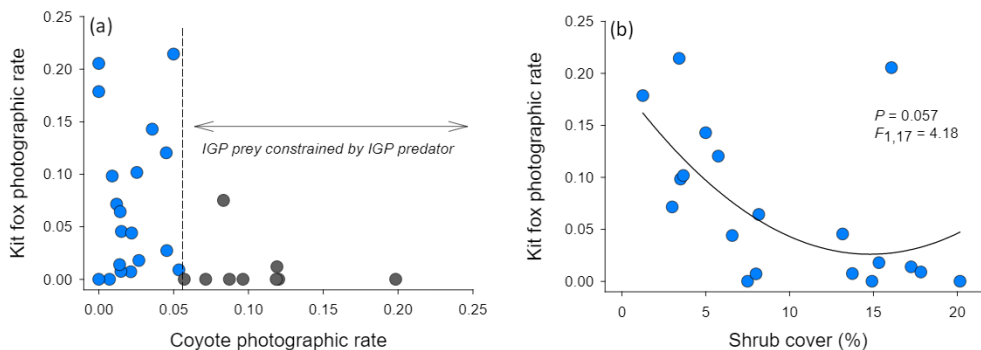 (a)
Kit fox photographic rate
0.25
0.20
0.15
0.10
0.05
0.00
IGP prey constrained by IGP predator
0.00 0.05 0.10 0.15 0.20 0.25
Coyote photographic rate
(b)
Kit fox photographic rate
0.25
0.20
0.15
0.10
0.05
0.00
P = 0.057
F1,17 = 4.18
0 5 10 15 20
Shrub cover (%)